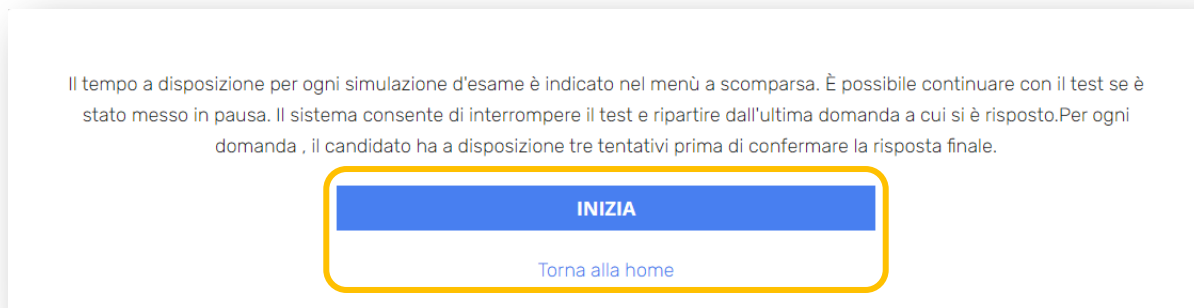 Il tempo a disposizione per ogni simulazione d'esame è indicato nel menù a scomparsa. È possibile continuare con il test se è
stato messo in pausa. Il sistema consente di interrompere il test e ripartire dall'ultima domanda a cui si è risposto.Per ogni
domanda , il candidato ha a disposizione tre tentativi prima di confermare la risposta finale.
INIZIA
Torna alla home